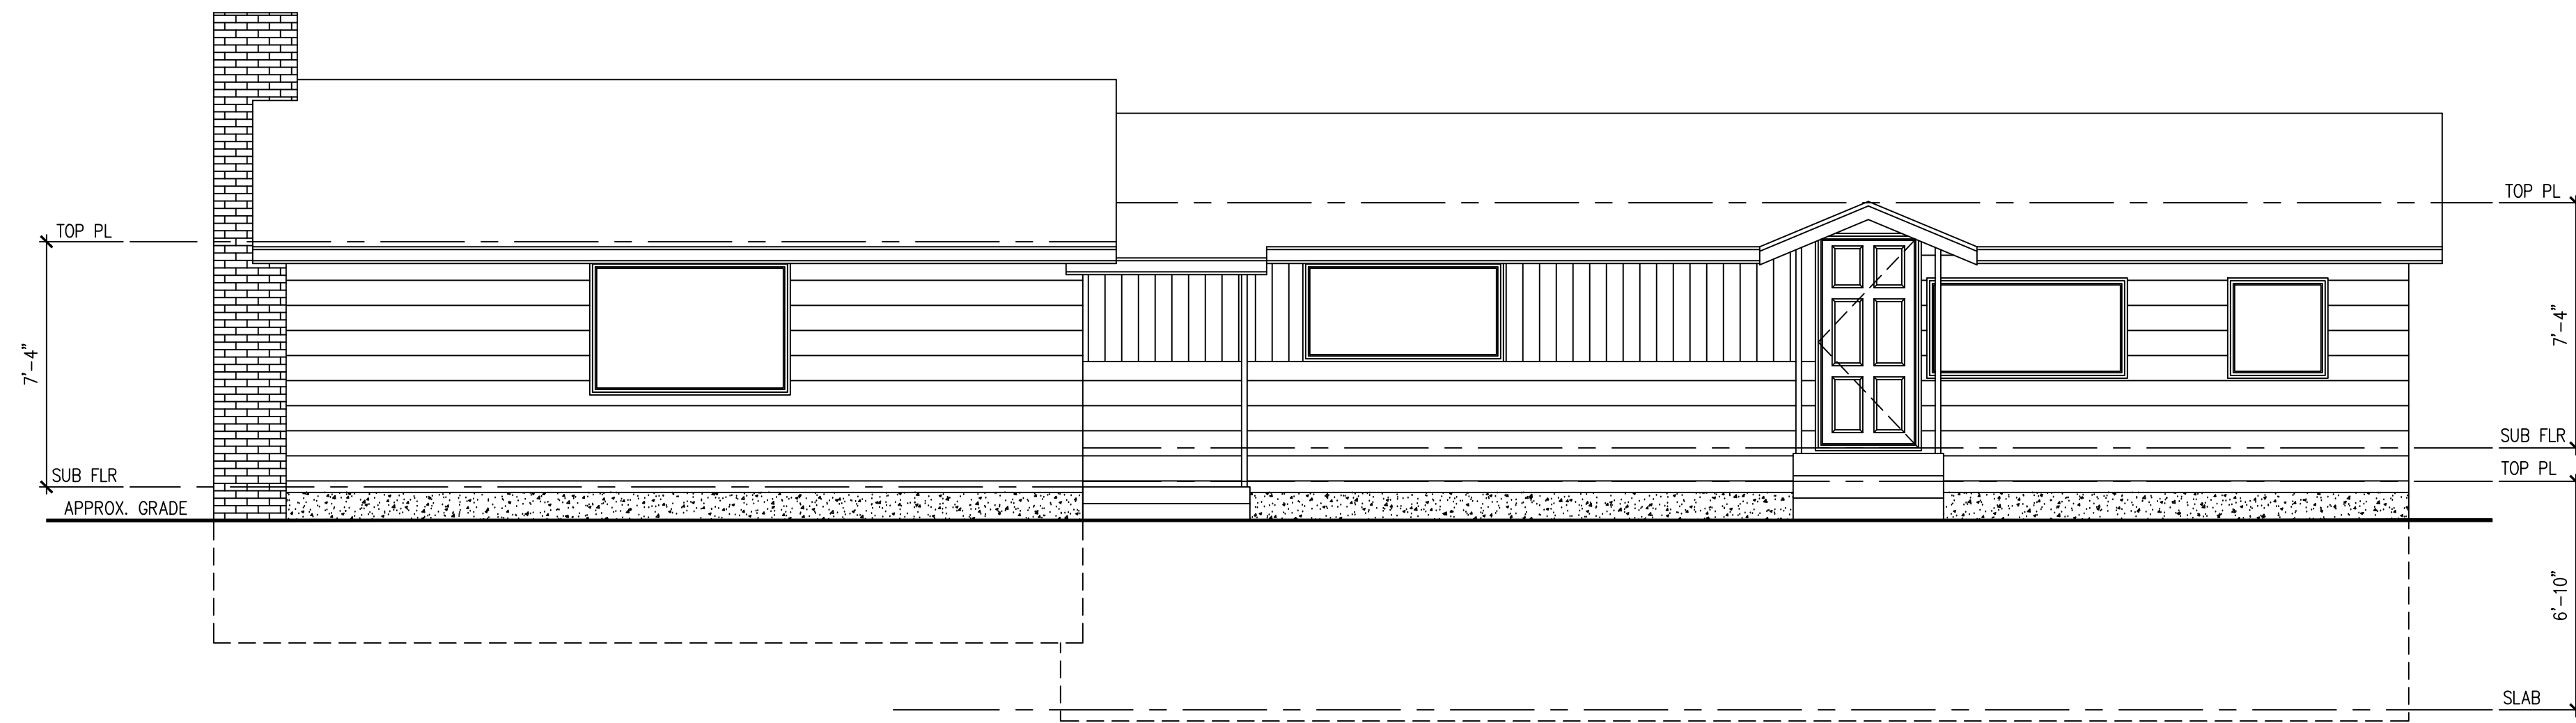 TOP PL
7'-4"
SUB FLR
APPROX. GRADE
TOP PL
7'-4"
SUB FLR
TOP PL
6'-10"
SLAB